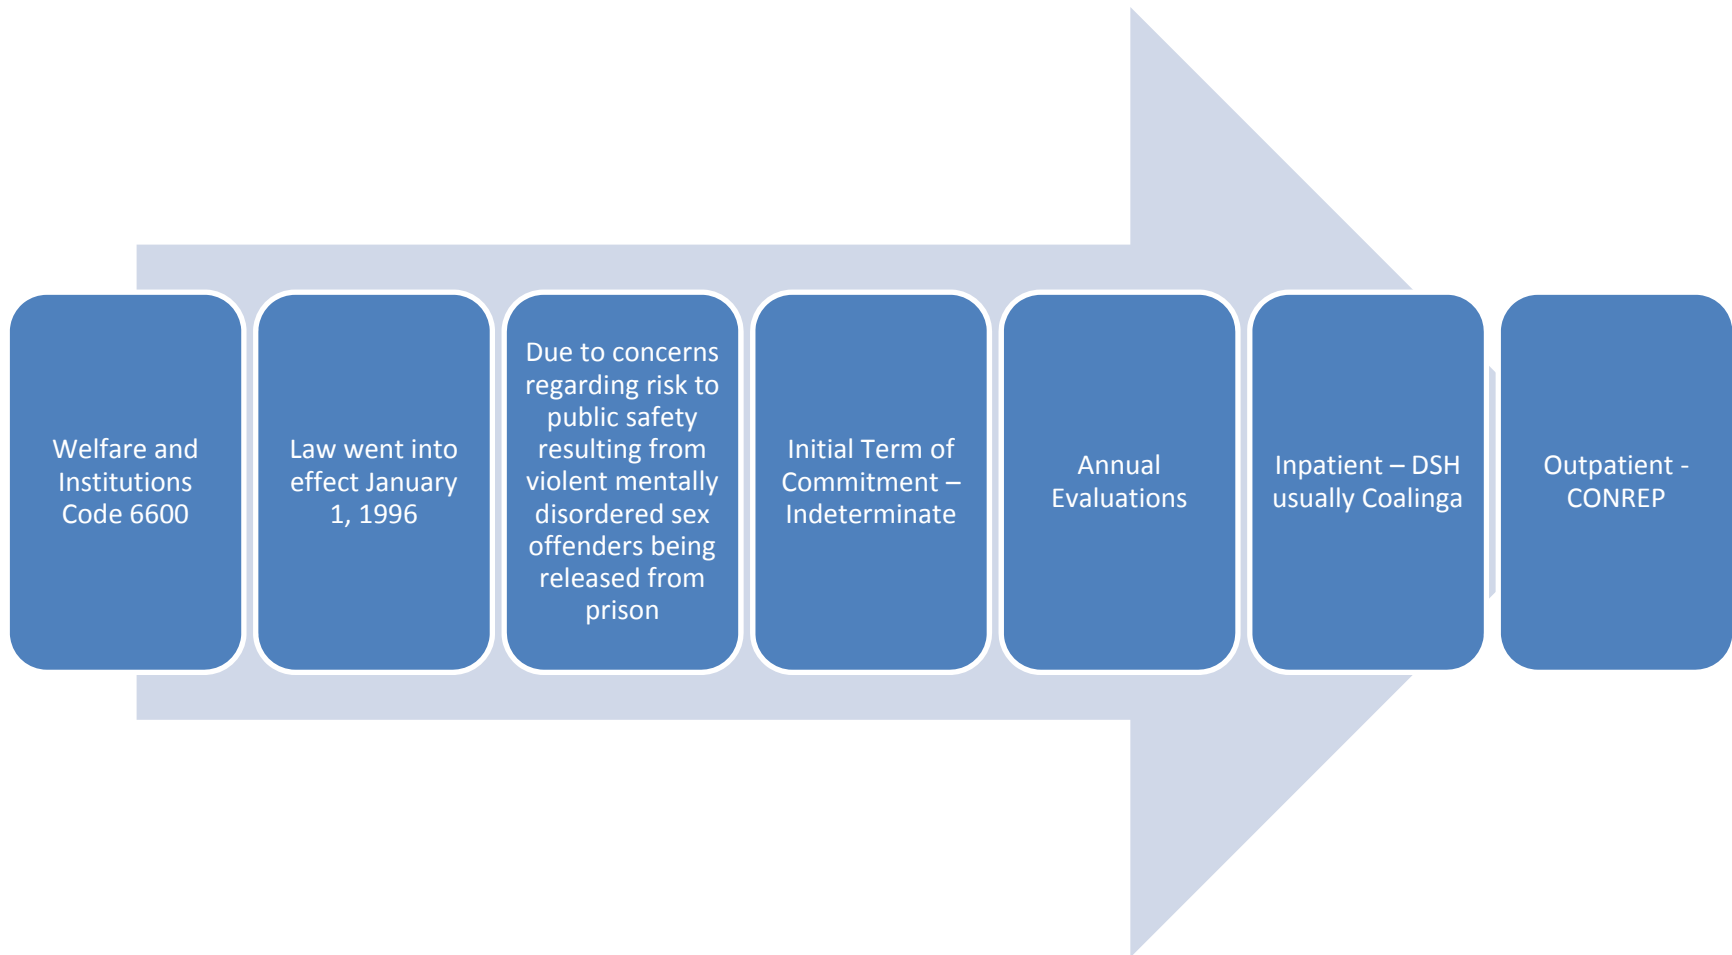 Welfare and
Institutions
Code 6600
Law went into
effect January
1, 1996
Due to concerns
regarding risk to
public safety
resulting from
violent mentally
disordered sex
offenders being
released from
prison
Initial Term of
Commitment –
Indeterminate
Annual
Evaluations
Inpatient – DSH
usually Coalinga
Outpatient -
CONREP